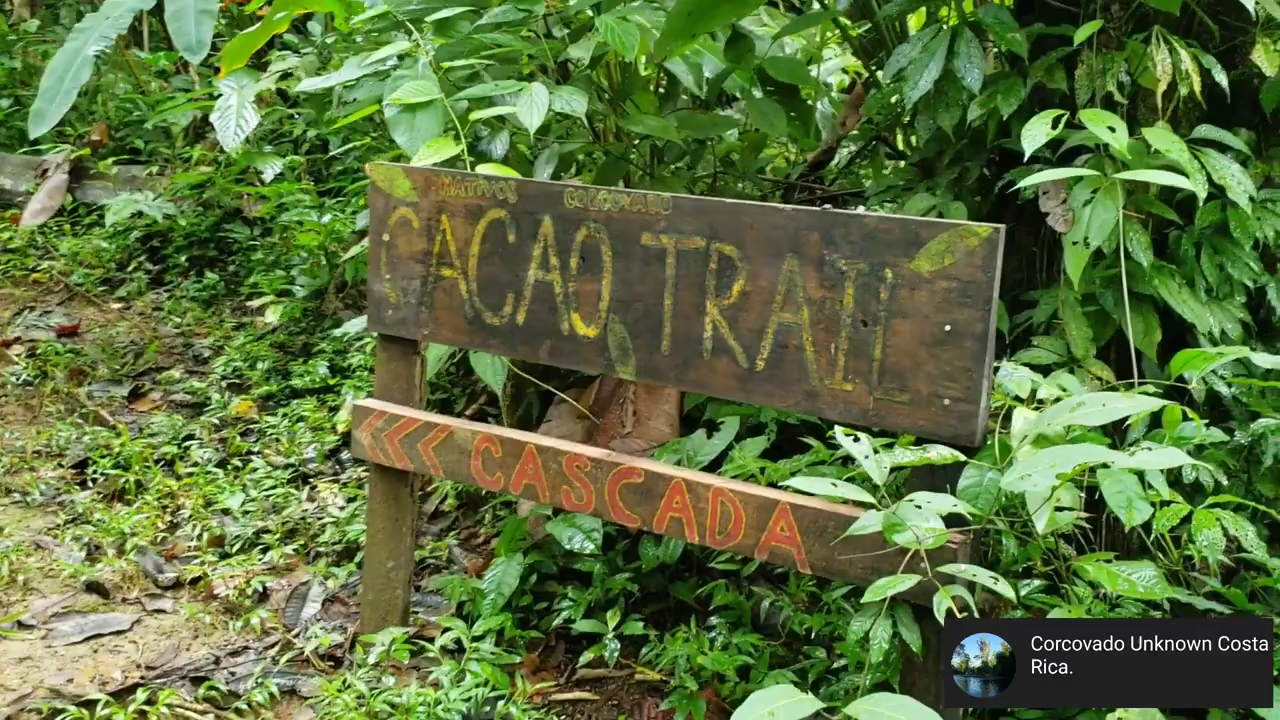 NATIVOS CORCOVADO
CACAO TRAIL
<<< CASCADA
Corcovado Unknown Costa
Rica.